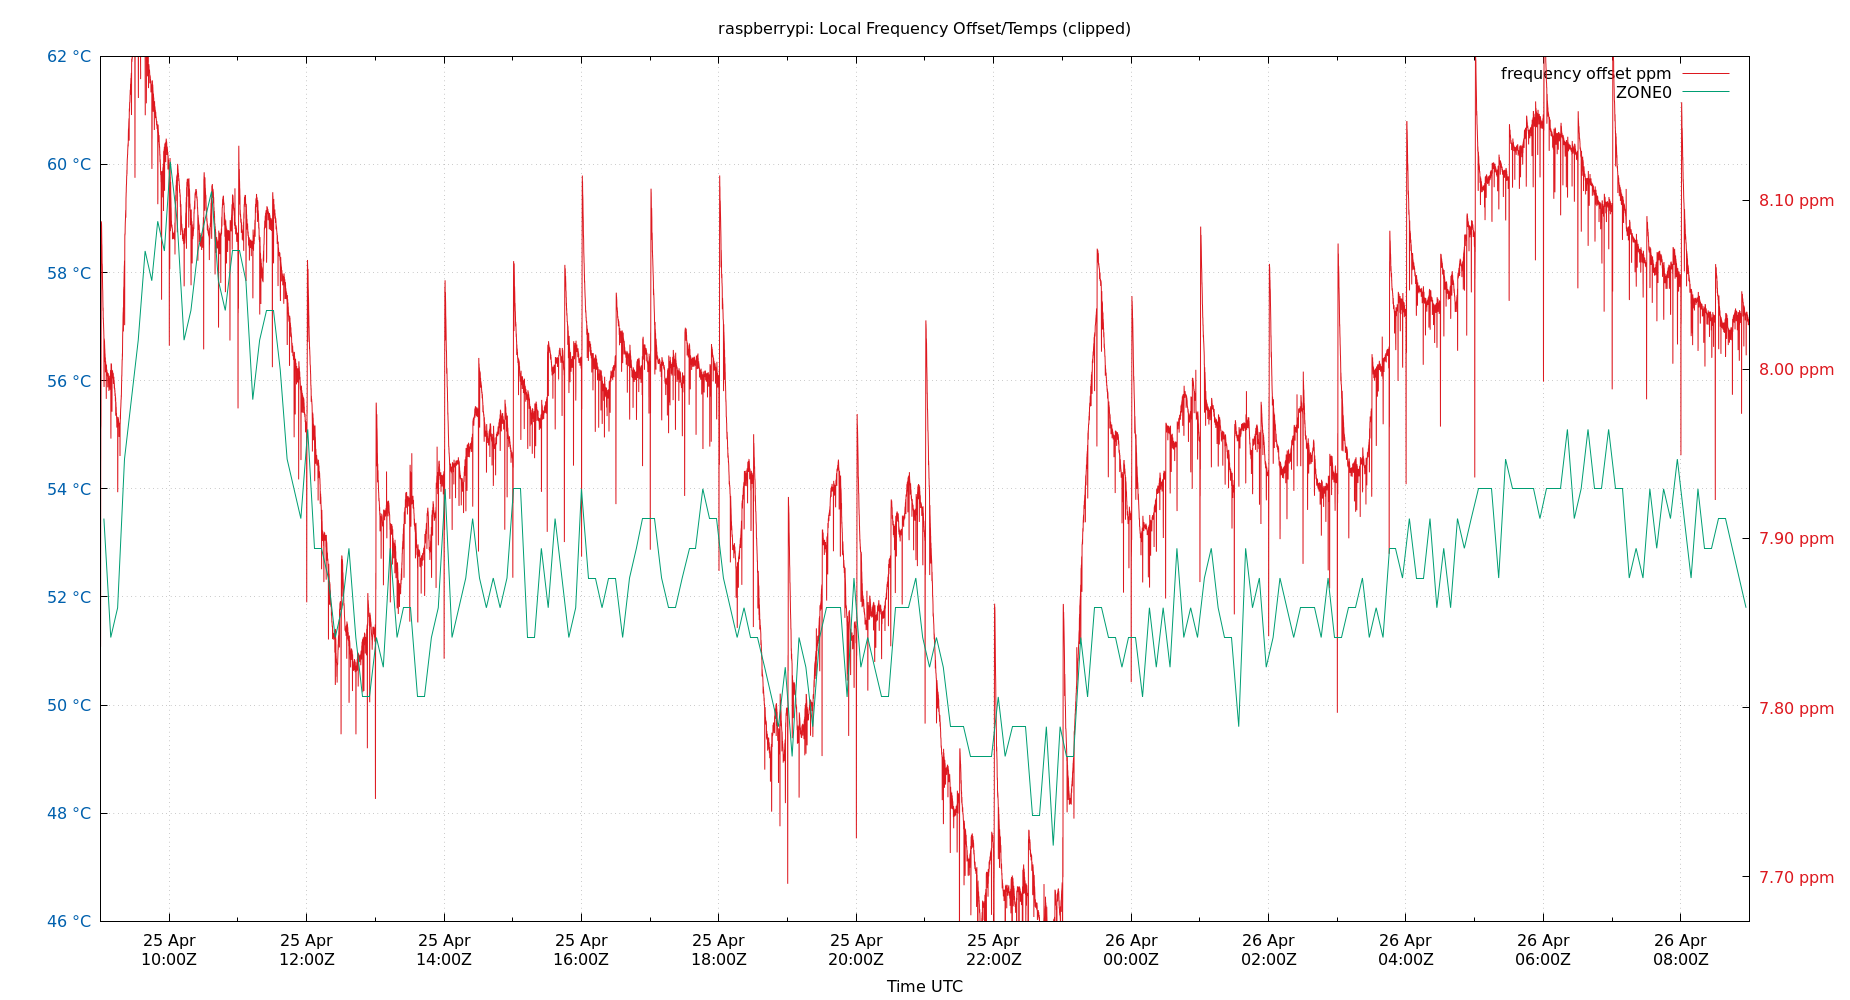 raspberrypi: Local Frequency Offset/Temps (clipped)
62 °C
60 °C
58 °C
56 °C
54 °C
52 °C
50 °C
48 °C
46 °C
frequency offset ppm
ZONE0
8.10 ppm
8.00 ppm
7.90 ppm
7.80 ppm
7.70 ppm
25 Apr 25 Apr 25 Apr 25 Apr 25 Apr 25 Apr 25 Apr 26 Apr 26 Apr 26 Apr 26 Apr 26 Apr
10:00Z 12:00Z 14:00Z 16:00Z 18:00Z 20:00Z 22:00Z 00:00Z 02:00Z 04:00Z 06:00Z 08:00Z
Time UTC